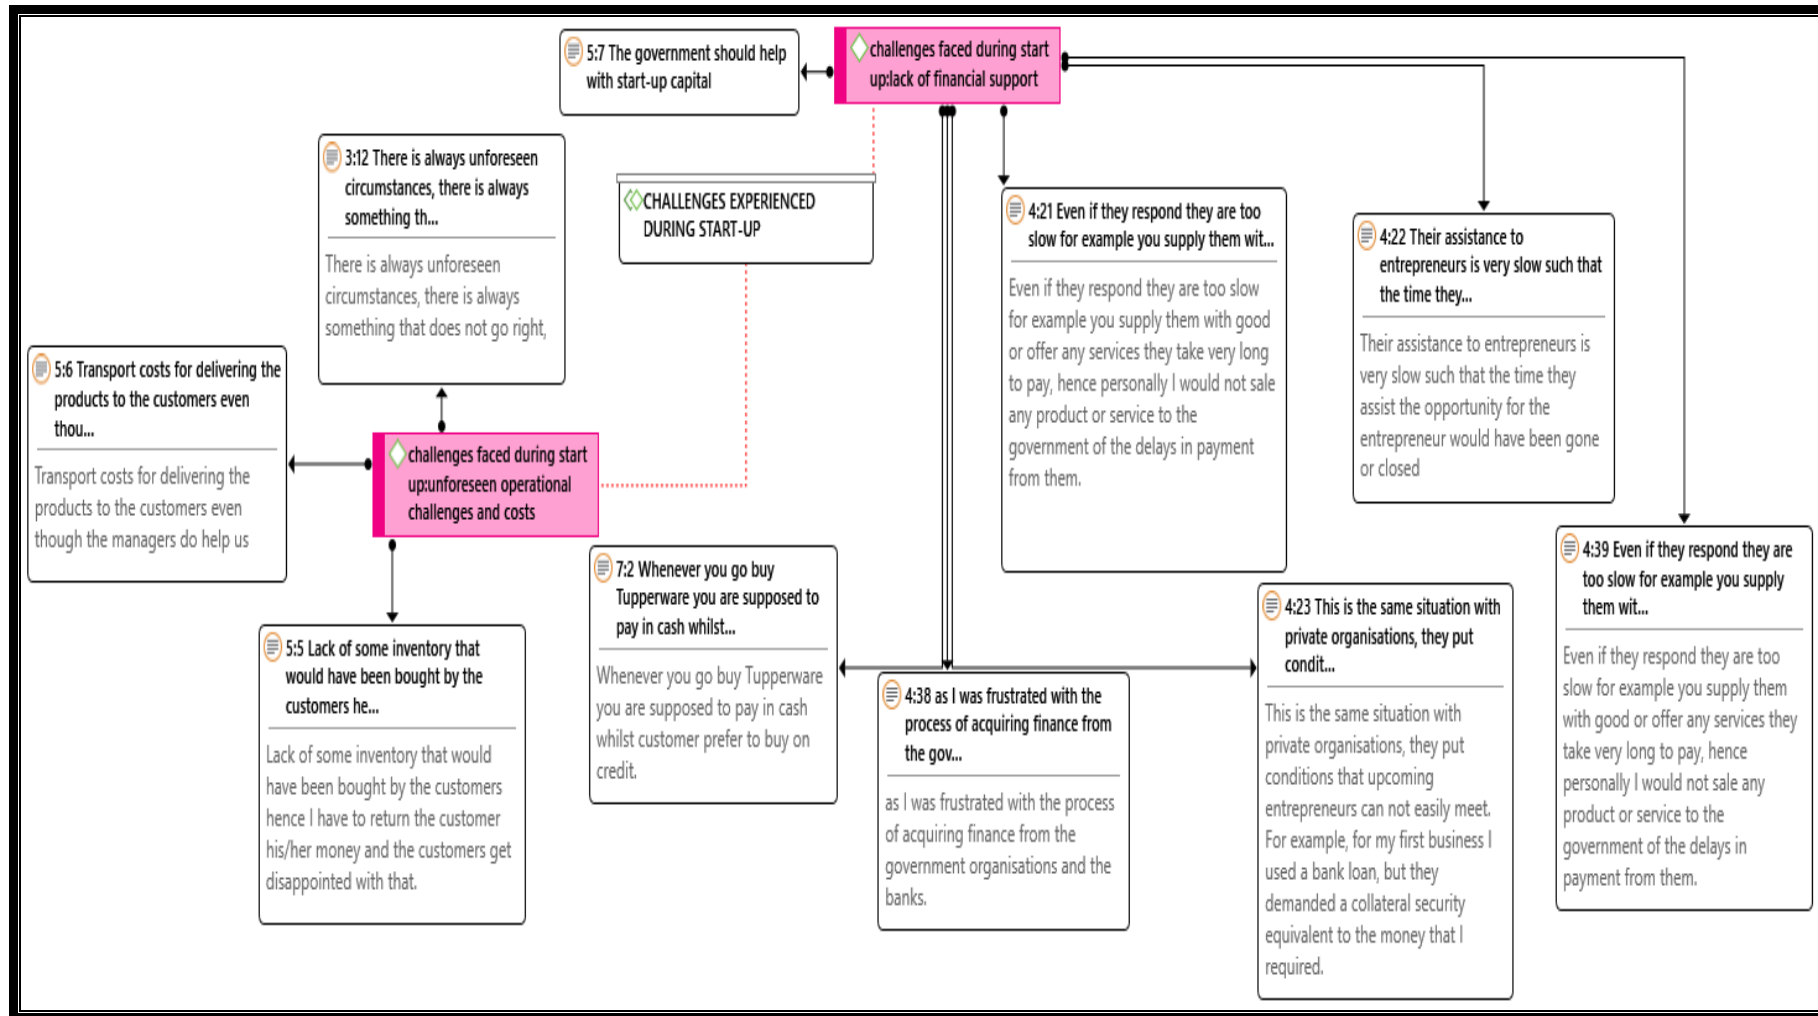 5:7 The government should help
with start-up capital
challenges faced during start
up:lack of financial support
3:12 There is always unforeseen
circumstances, there is always
something th...
There is always unforeseen
circumstances, there is always
something that does not go right,
CHALLENGES EXPERIENCED
DURING START-UP
4:21 Even if they respond they are too
slow for example you supply them wit...
Even if they respond they are too slow
for example you supply them with good
or offer any services they take very long
to pay, hence personally I would not sale
any product or service to the
government of the delays in payment
from them.
4:22 Their assistance to
entrepreneurs is very slow such that
the time they...
Their assistance to entrepreneurs is
very slow such that the time they
assist the opportunity for the
entrepreneur would have been gone
or closed
5:6 Transport costs for delivering the
products to the customers even
thou...
Transport costs for delivering the
products to the customers even
though the managers do help us
challenges faced during start
up:unforeseen operational
challenges and costs
5:5 Lack of some inventory that
would have been bought by the
customers he...
Lack of some inventory that would
have been bought by the customers
hence I have to return the customer
his/her money and the customers get
disappointed with that.
7:2 Whenever you go buy
Tupperware you are supposed to
pay in cash whilst...
Whenever you go buy Tupperware
you are supposed to pay in cash
whilst customer prefer to buy on
credit.
4:38 as I was frustrated with the
process of acquiring finance from
the gov...
as I was frustrated with the process
of acquiring finance from the
government organisations and the
banks.
4:23 This is the same situation with
private organisations, they put
condit...
This is the same situation with
private organisations, they put
conditions that upcoming
entrepreneurs can not easily meet.
For example, for my first business I
used a bank loan, but they
demanded a collateral security
equivalent to the money that I
required.
4:39 Even if they respond they are
too slow for example you supply
them wit...
Even if they respond they are too
slow for example you supply them
with good or offer any services they
take very long to pay, hence
personally I would not sale any
product or service to the
government of the delays in
payment from them.